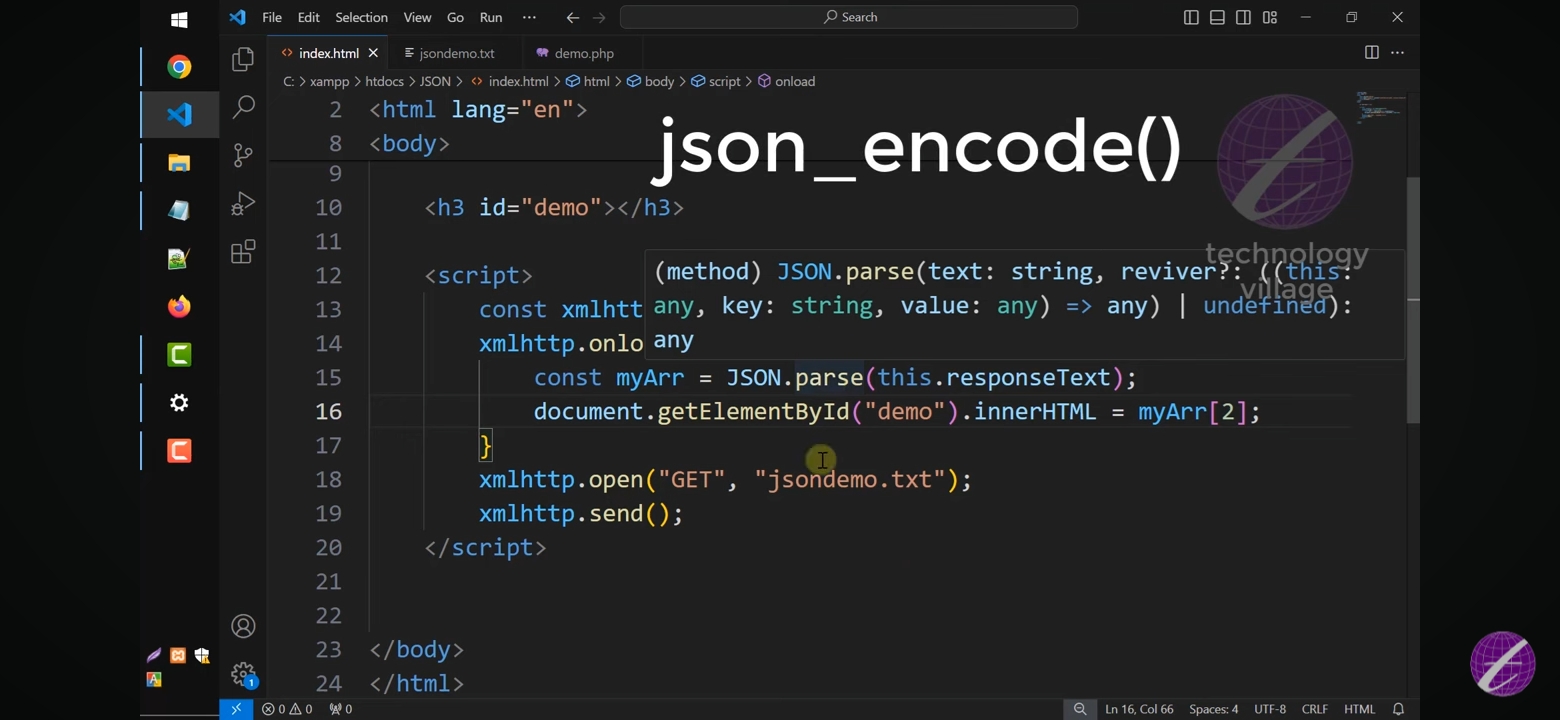 File Edit Selection View Go Run ··· Search
index.html jsondemo.txt demo.php
C: > xampp > htdocs > JSON > index.html > html > body > script > onload
json_encode()
technology
village
2 <html lang="en">
8 <body>
9
10 <h3 id="demo"></h3>
11
12 <script>
(method) JSON.parse(text: string, reviver?: ((this:
any, key: string, value: any) => any) | undefined):
any
13 const xmlhtt
14 xmlhttp.onlo
15 const myArr = JSON.parse(this.responseText);
16 document.getElementById("demo").innerHTML = myArr[2];
17 }
18 xmlhttp.open("GET", "jsondemo.txt");
19 xmlhttp.send();
20 </script>
21
22
23 </body>
24 </html>
1
0 0 0 Ln 16, Col 66 Spaces: 4 UTF-8 CRLF HTML